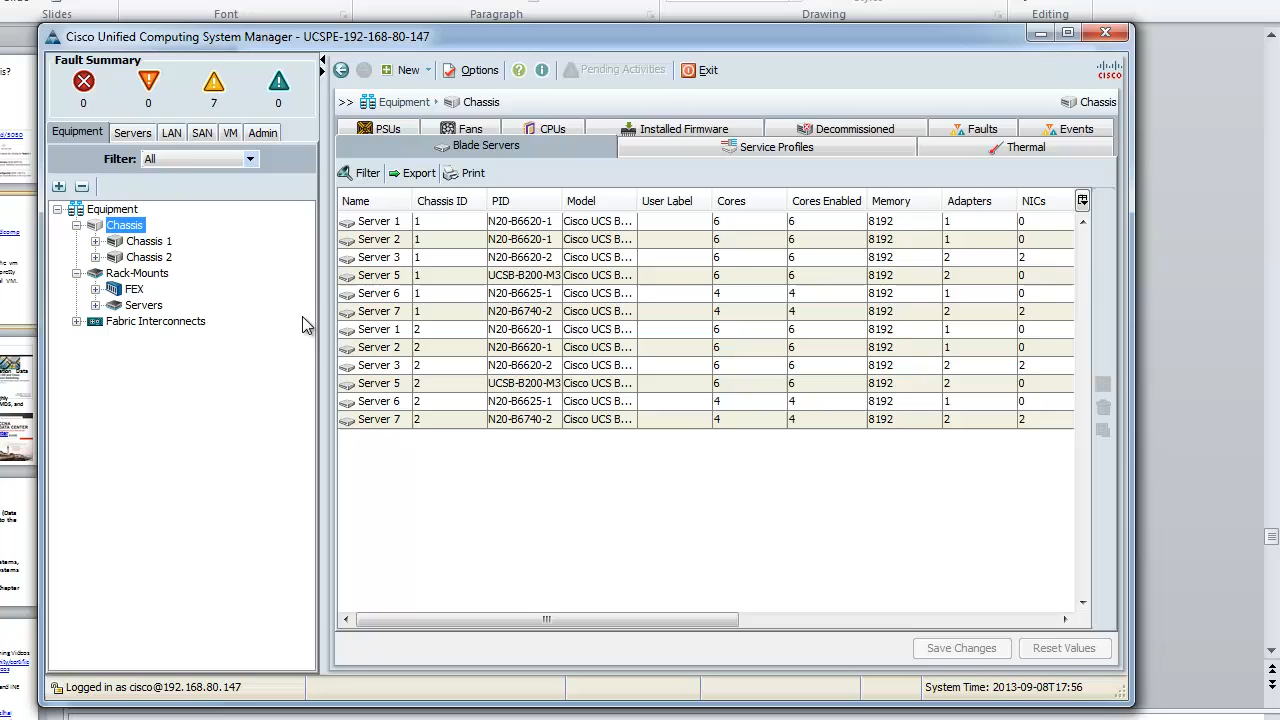 Slides
Font
Paragraph
Drawing
Editing
Cisco Unified Computing System Manager - UCSPE-192-168-80-147
Fault Summary
0 0 7 0
New Options Pending Activities Exit
CISCO
>> Equipment Chassis Chassis
Equipment Servers LAN SAN VM Admin
Filter: All
PSUs Fans CPUs Installed Firmware Decommissioned Faults Events
Blade Servers Service Profiles Thermal
Filter Export Print
Equipment
Chassis
Chassis 1
Chassis 2
Rack-Mounts
FEX
Servers
Fabric Interconnects
Name Chassis ID PID Model User Label Cores Cores Enabled Memory Adapters NICs
Server 1 1 N20-B6620-1 Cisco UCS B... 6 6 8192 1 0
Server 2 1 N20-B6620-1 Cisco UCS B... 6 6 8192 1 0
Server 3 1 N20-B6620-2 Cisco UCS B... 6 6 8192 2 2
Server 5 1 UCSB-B200-M3 Cisco UCS B... 6 6 8192 2 0
Server 6 1 N20-B6625-1 Cisco UCS B... 4 4 8192 1 0
Server 7 1 N20-B6740-2 Cisco UCS B... 4 4 8192 2 2
Server 1 2 N20-B6620-1 Cisco UCS B... 6 6 8192 1 0
Server 2 2 N20-B6620-1 Cisco UCS B... 6 6 8192 1 0
Server 3 2 N20-B6620-2 Cisco UCS B... 6 6 8192 2 2
Server 5 2 UCSB-B200-M3 Cisco UCS B... 6 6 8192 2 0
Server 6 2 N20-B6625-1 Cisco UCS B... 4 4 8192 1 0
Server 7 2 N20-B6740-2 Cisco UCS B... 4 4 8192 2 2
Save Changes Reset Values
Logged in as cisco@192.168.80.147
System Time: 2013-09-08T17:56